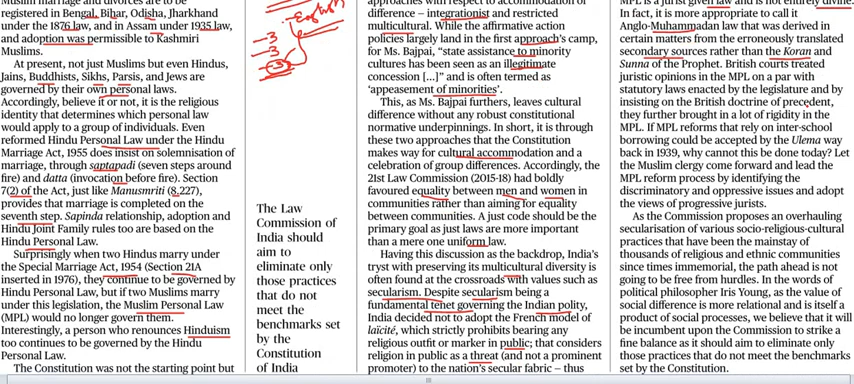 Muslim marriages and divorces are to be
registered in Bengal, Bihar, Odisha, Jharkhand
under the 1876 law, and in Assam under 1935 law,
and adoption was permissible to Kashmiri
Muslims.
At present, not just Muslims but even Hindus,
Jains, Buddhists, Sikhs, Parsis, and Jews are
governed by their own personal laws.
Accordingly, believe it or not, it is the religious
identity that determines which personal law
would apply to a group of individuals. Even
reformed Hindu Personal Law under the Hindu
Marriage Act, 1955 does insist on solemnisation of
marriage, through saptapadi (seven steps around
fire) and datta (invocation before fire). Section
7(2) of the Act, just like Manusmriti (8,227),
provides that marriage is completed on the
seventh step. Sapinda relationship, adoption and
Hindu Joint Family rules too are based on the
Hindu Personal Law.
Surprisingly when two Hindus marry under
the Special Marriage Act, 1954 (Section 21A
inserted in 1976), they continue to be governed by
Hindu Personal Law, but if two Muslims marry
under this legislation, the Muslim Personal Law
(MPL) would no longer govern them.
Interestingly, a person who renounces Hinduism
too continues to be governed by the Hindu
Personal Law.
The Constitution was not the starting point but
English
-3
-3
The Law
Commission of
India should
aim to
eliminate only
those practices
that do not
meet the
benchmarks set
by the
Constitution
of India
approaches with respect to accommodation of
difference – integrationist and restricted
multicultural. While the affirmative action
policies largely land in the first approach's camp,
for Ms. Bajpai, "state assistance to minority
cultures has been seen as an illegitimate
concession [...]" and is often termed as
'appeasement of minorities'.
This, as Ms. Bajpai furthers, leaves cultural
difference without any robust constitutional
normative underpinnings. In short, it is through
these two approaches that the Constitution
makes way for cultural accommodation and a
celebration of group differences. Accordingly, the
21st Law Commission (2015-18) had boldly
favoured equality between men and women in
communities rather than aiming for equality
between communities. A just code should be the
primary goal as just laws are more important
than a mere one uniform law.
Having this discussion as the backdrop, India's
tryst with preserving its multicultural diversity is
often found at the crossroads with values such as
secularism. Despite secularism being a
fundamental tenet governing the Indian polity,
India decided not to adopt the French model of
laïcité, which strictly prohibits bearing any
religious outfit or marker in public; that considers
religion in public as a threat (and not a prominent
promoter) to the nation's secular fabric – thus
MPL is a jurist given law and is not entirely divine.
In fact, it is more appropriate to call it
Anglo-Muhammadan law that was derived in
certain matters from the erroneously translated
secondary sources rather than the Koran and
Sunna of the Prophet. British courts treated
juristic opinions in the MPL on a par with
statutory laws enacted by the legislature and by
insisting on the British doctrine of precedent,
they further brought in a lot of rigidity in the
MPL. If MPL reforms that rely on inter-school
borrowing could be accepted by the Ulema way
back in 1939, why cannot this be done today? Let
the Muslim clergy come forward and lead the
MPL reform process by identifying the
discriminatory and oppressive issues and adopt
the views of progressive jurists.
As the Commission proposes an overhauling
secularisation of various socio-religious-cultural
practices that have been the mainstay of
thousands of religious and ethnic communities
since times immemorial, the path ahead is not
going to be free from hurdles. In the words of
political philosopher Iris Young, as the value of
social difference is more relational and is itself a
product of social processes, we believe that it will
be incumbent upon the Commission to strike a
fine balance as it should aim to eliminate only
those practices that do not meet the benchmarks
set by the Constitution.